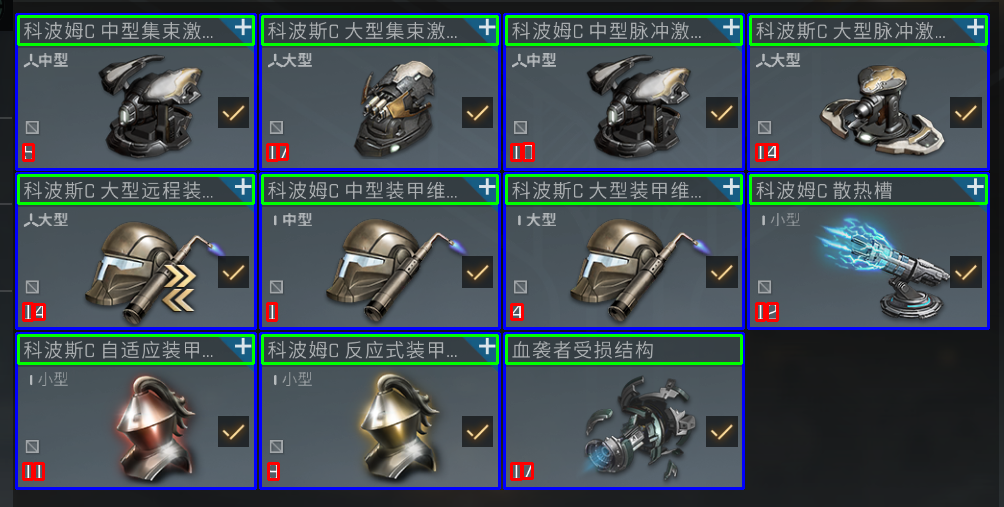 科波姆C 中型集束激...
人中型
科波斯C 大型集束激...
人大型
17
科波姆C 中型脉冲激...
人中型
科波斯C 大型脉冲激...
人大型
14
科波斯C 大型远程装...
人大型
14
科波姆C 中型装甲维...
I 中型
1
科波斯C 大型装甲维...
I 大型
4
科波姆C 散热槽
I 小型
12
科波斯C 自适应装甲...
I 小型
11
科波姆C 反应式装甲...
I 小型
血袭者受损结构
17